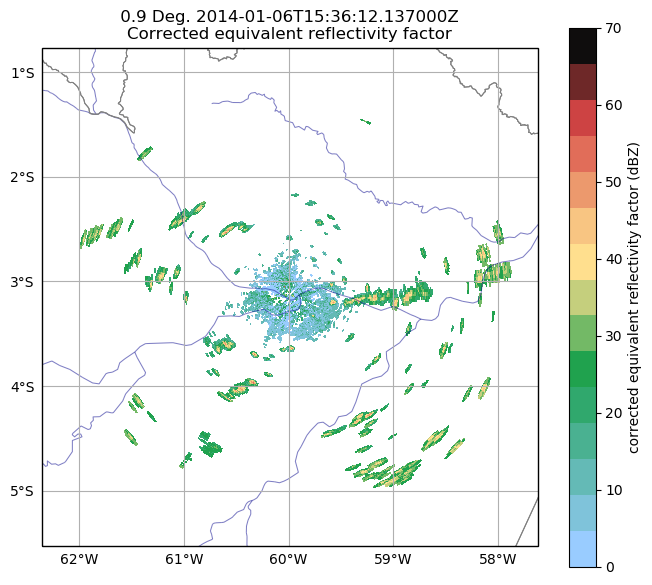 0.9 Deg. 2014-01-06T15:36:12.137000Z
Corrected equivalent reflectivity factor
1°S
2°S
3°S
4°S
5°S
62°W
61°W
60°W
59°W
58°W
70
60
50
40
30
20
10
0
corrected equivalent reflectivity factor (dBZ)